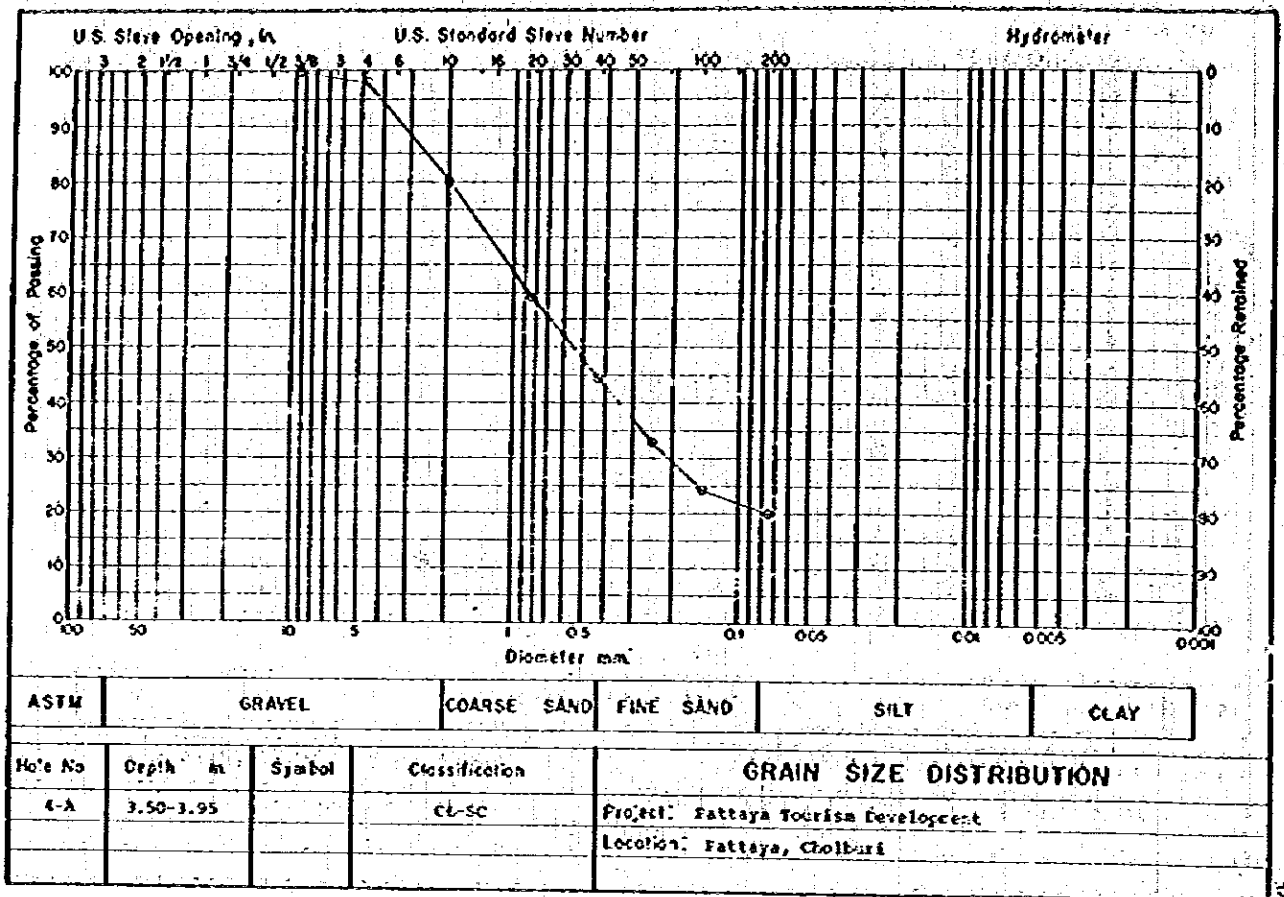 U.S. Sieve Opening, in. U.S. Standard Sieve Number Hydrometer
3 2 1 1/2 1 3/4 1/2 3/8 3 4 6 10 16 20 30 40 50 100 200
100 0
90 10
80 20
70 30
60 40
50 50
40 60
30 70
20 80
10 90
0
100 50 10 5 1 0.5 0.1 0.05 0.01 0.005 0.001
Percentage of Passing
Percentage Retained
Diameter mm.
ASTM GRAVEL COARSE SAND FINE SAND SILT CLAY
Hole No Depth m Symbol Classification GRAIN SIZE DISTRIBUTION
4-A 3.50-3.95 CL-SC Project: Pattaya Tourism Development
Location: Pattaya, Cholburi